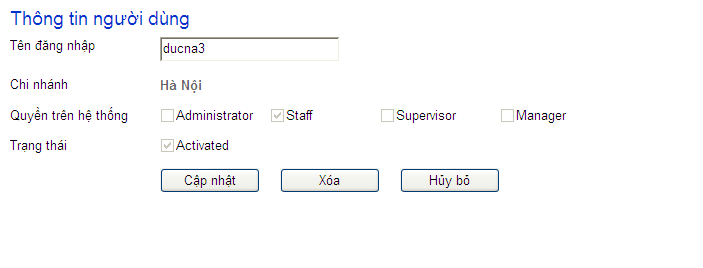 Thông tin người dùng
Tên đăng nhập ducna3
Chi nhánh Hà Nội
Quyền trên hệ thống Administrator Staff Supervisor Manager
Trạng thái Activated
Cập nhật Xóa Hủy bỏ